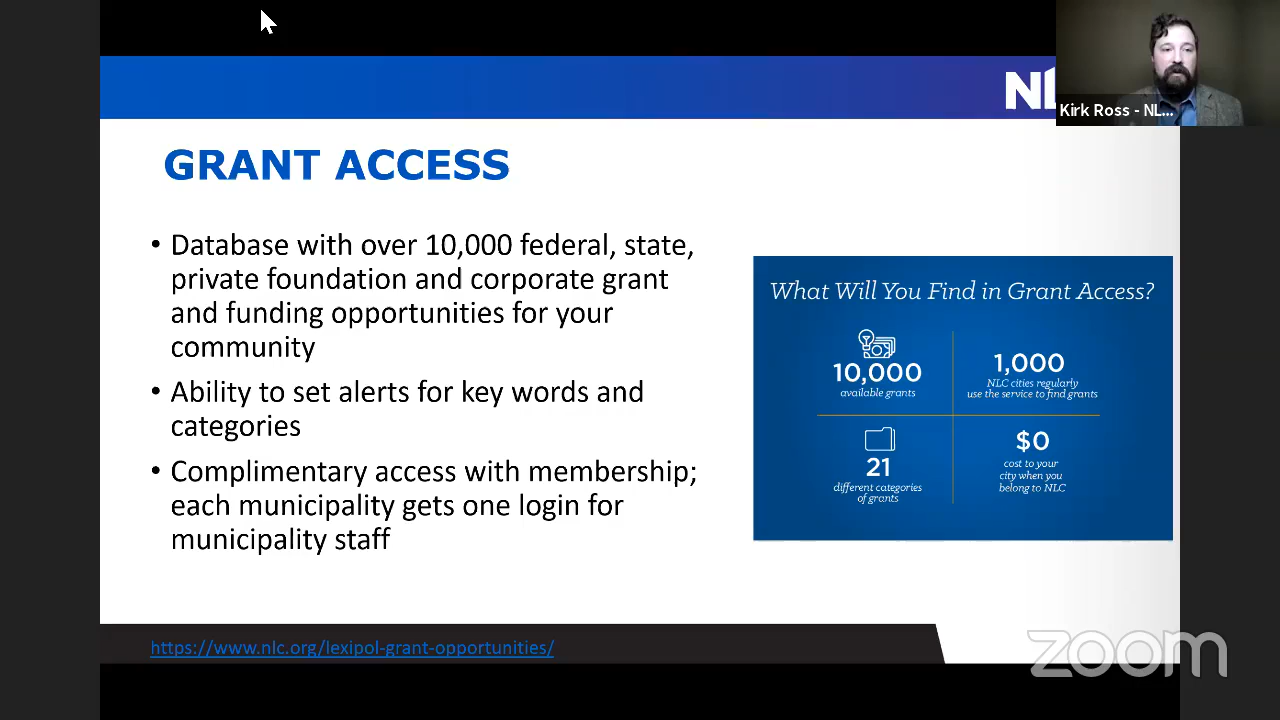 NL
Kirk Ross - NL...
GRANT ACCESS
• Database with over 10,000 federal, state,
private foundation and corporate grant
and funding opportunities for your
community
• Ability to set alerts for key words and
categories
• Complimentary access with membership;
each municipality gets one login for
municipality staff
What Will You Find in Grant Access?
10,000
available grants
1,000
NLC cities regularly
use the service to find grants
21
different categories
of grants
$0
cost to your
city when you
belong to NLC
https://www.nlc.org/lexipol-grant-opportunities/
zoom